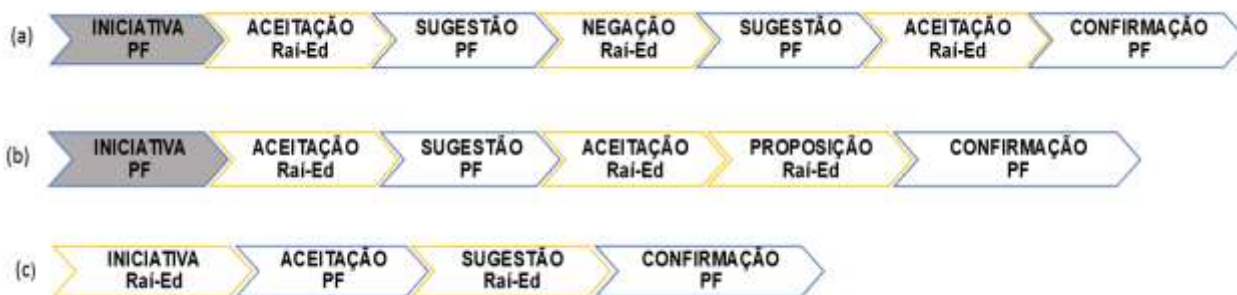 (a) INICIATIVA PF ACEITAÇÃO Raí-Ed SUGESTÃO PF NEGAÇÃO Raí-Ed SUGESTÃO PF ACEITAÇÃO Raí-Ed CONFIRMAÇÃO PF
(b) INICIATIVA PF ACEITAÇÃO Raí-Ed SUGESTÃO PF ACEITAÇÃO Raí-Ed PROPOSIÇÃO Raí-Ed CONFIRMAÇÃO PF
(c) INICIATIVA Raí-Ed ACEITAÇÃO PF SUGESTÃO Raí-Ed CONFIRMAÇÃO PF